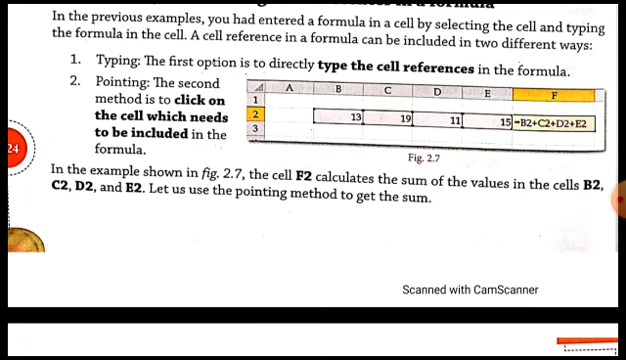 In the previous examples, you had entered a formula in a cell by selecting the cell and typing
the formula in the cell. A cell reference in a formula can be included in two different ways:
1. Typing: The first option is to directly type the cell references in the formula.
2. Pointing: The second
method is to click on
the cell which needs
to be included in the
formula.
A B C D E F
1
2 13 19 11 15 =B2+C2+D2+E2
3
Fig. 2.7
24
In the example shown in fig. 2.7, the cell F2 calculates the sum of the values in the cells B2,
C2, D2, and E2. Let us use the pointing method to get the sum.
Scanned with CamScanner